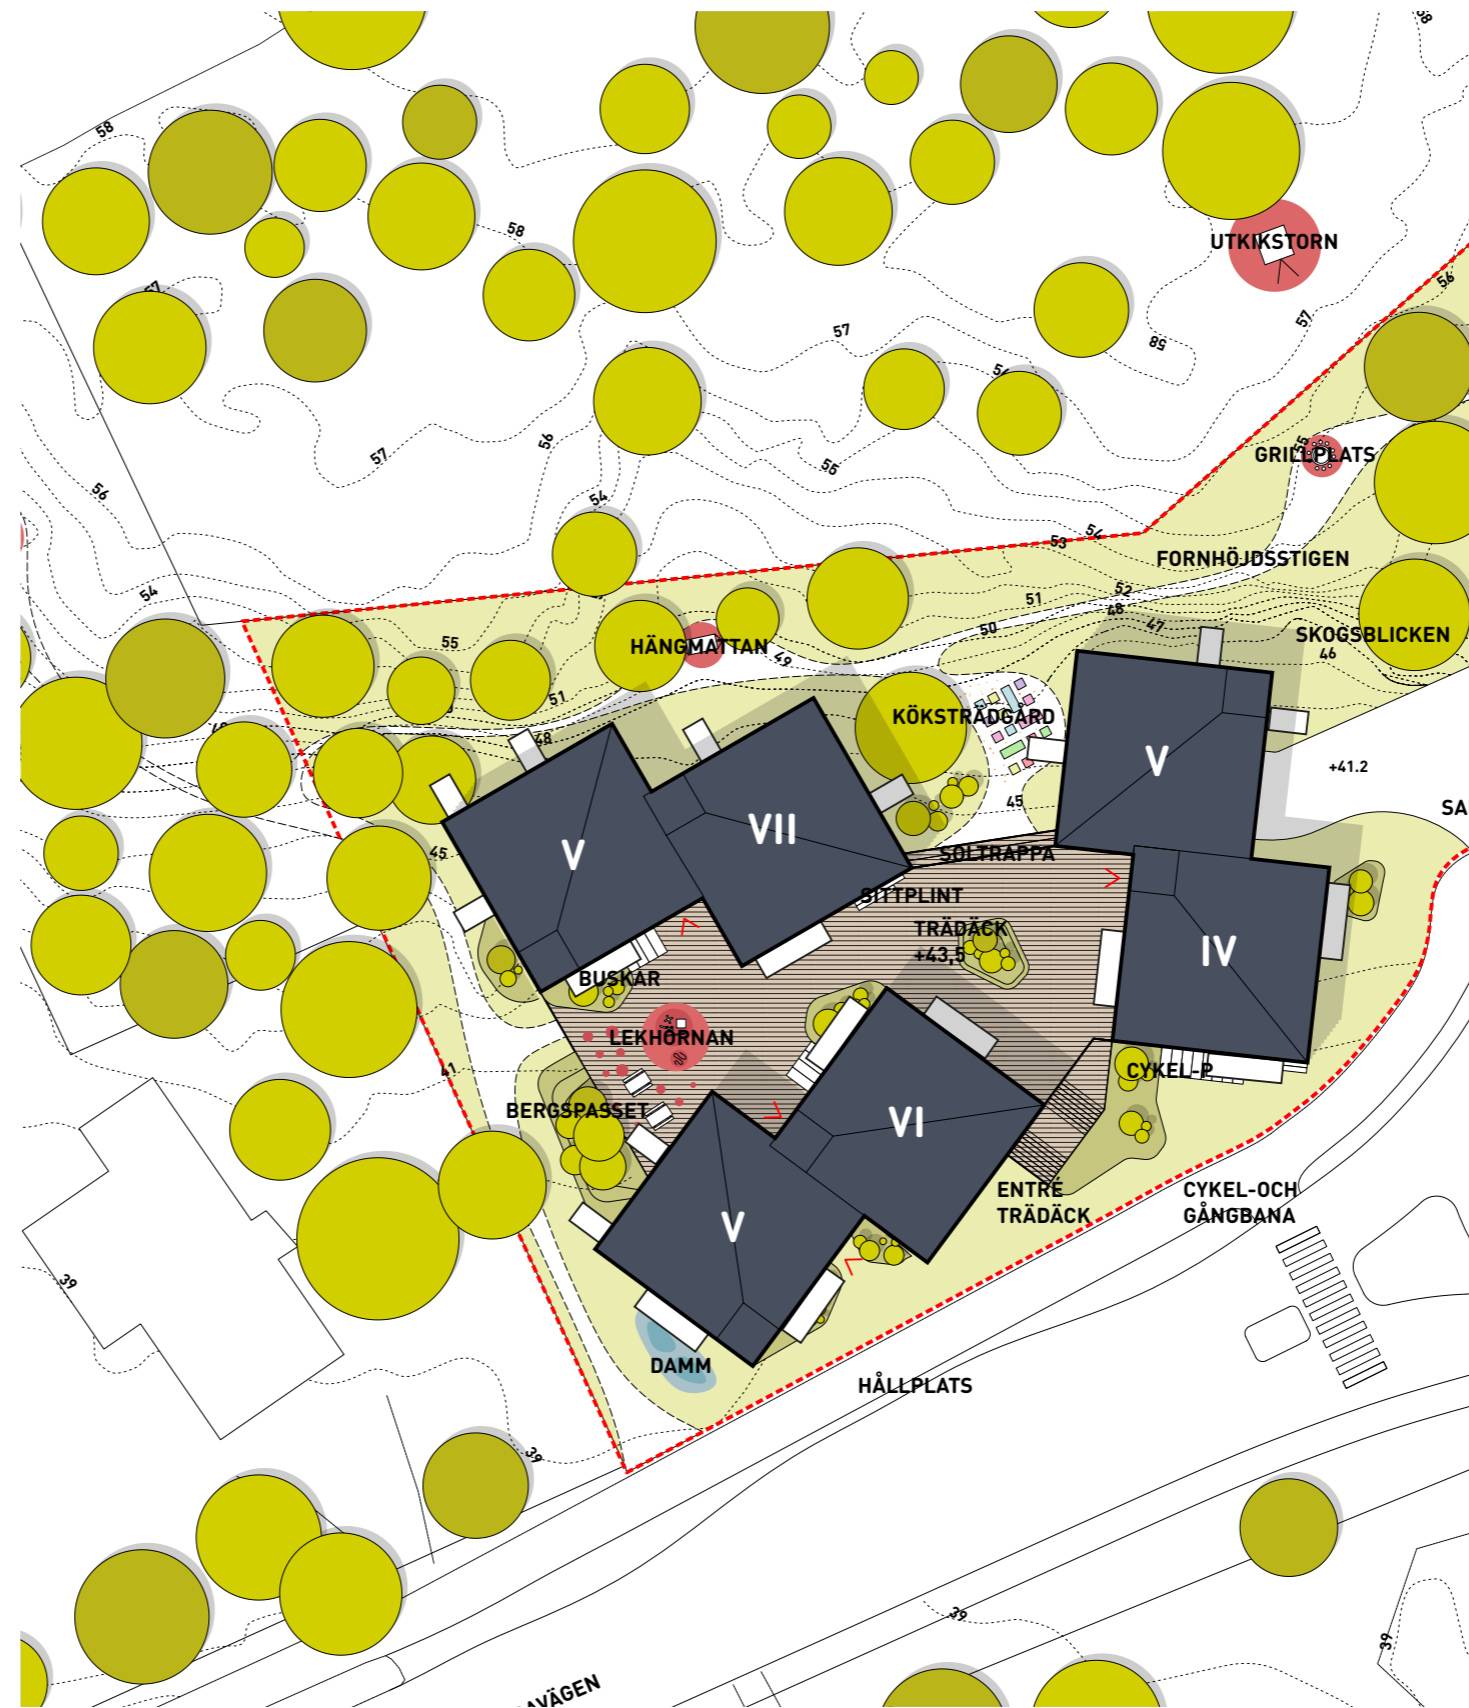 58
58
58
UTKIKSTORN
56
57
57
57
58
56
57
55
56
GRILLPLATS
55
54
54
53
FORNHÖJDSSTIGEN
54
52
51
48
47
50
SKOGSBLICKEN
46
55
HÄNGMATTAN
49
51
48
KÖKSTRÄDGÅRD
V
+41.2
45
VII
V
45
SOLTRAPPA
SITTPLINT
TRÄDÄCK
+43,5
IV
BUSKAR
LEKHÖRNAN
41
CYKEL-P
BERGSPASSET
VI
ENTRÉ
TRÄDÄCK
CYKEL-OCH
GÅNGBANA
V
39
DAMM
HÅLLPLATS
39
39
39
AVÄGEN